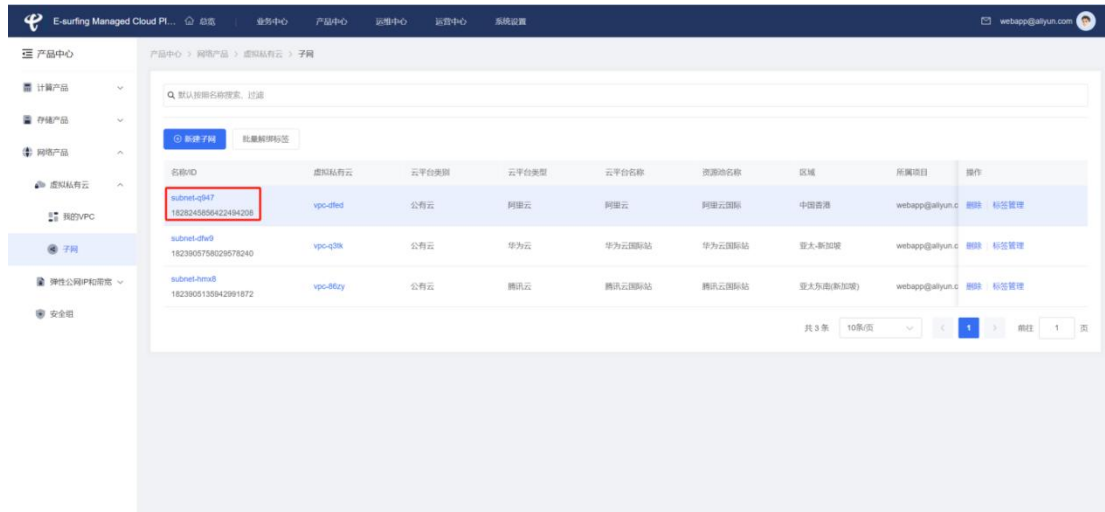 E-surfing Managed Cloud Pl... 总览 业务中心 产品中心 运维中心 运营中心 系统设置 webapp@aliyun.com
产品中心
产品中心 > 网络产品 > 虚拟私有云 > 子网
计算产品
默认按照名称搜索、过滤
存储产品
新建子网 批量解绑标签
网络产品
名称/ID 虚拟私有云 云平台类别 云平台类型 云平台名称 资源池名称 区域 所属项目 操作
虚拟私有云
subnet-q947
1828245856422494208
vpc-dfed 公有云 阿里云 阿里云 阿里云国际 中国香港 webapp@aliyun.c 删除 标签管理
我的VPC
子网
subnet-dfw9
1823905758029578240
vpc-q3tk 公有云 华为云 华为云国际站 华为云国际站 亚太-新加坡 webapp@aliyun.c 删除 标签管理
弹性公网IP和带宽
subnet-hmx8
1823905135942991872
vpc-86zy 公有云 腾讯云 腾讯云国际站 腾讯云国际站 亚太东南(新加坡) webapp@aliyun.c 删除 标签管理
安全组
共 3 条 10条/页 < 1 > 前往 1 页